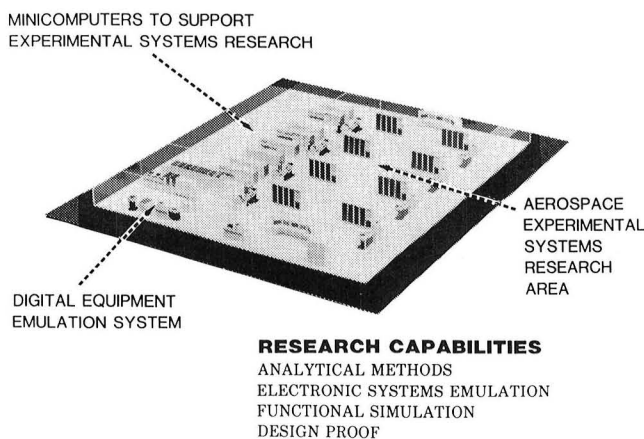 MINICOMPUTERS TO SUPPORT
EXPERIMENTAL SYSTEMS RESEARCH
AEROSPACE
EXPERIMENTAL
SYSTEMS
RESEARCH
AREA
DIGITAL EQUIPMENT
EMULATION SYSTEM
RESEARCH CAPABILITIES
ANALYTICAL METHODS
ELECTRONIC SYSTEMS EMULATION
FUNCTIONAL SIMULATION
DESIGN PROOF